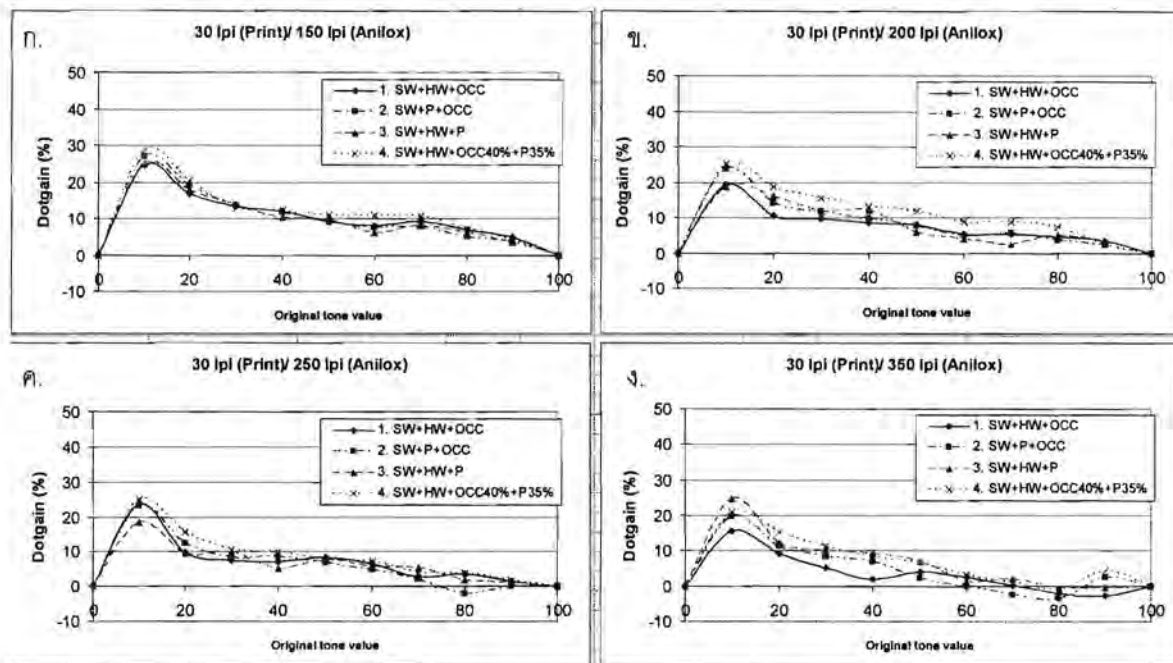 ก.
30 lpi (Print)/ 150 lpi (Anilox)
50
40
30
20
10
0
-10
Dotgain (%)
1. SW+HW+OCC
2. SW+P+OCC
3. SW+HW+P
4. SW+HW+OCC40%+P35%
0 20 40 60 80 100
Original tone value
ข.
30 lpi (Print)/ 200 lpi (Anilox)
50
40
30
20
10
0
-10
Dotgain (%)
1. SW+HW+OCC
2. SW+P+OCC
3. SW+HW+P
4. SW+HW+OCC40%+P35%
0 20 40 60 80 100
Original tone value
ค.
30 lpi (Print)/ 250 lpi (Anilox)
50
40
30
20
10
0
-10
Dotgain (%)
1. SW+HW+OCC
2. SW+P+OCC
3. SW+HW+P
4. SW+HW+OCC40%+P35%
0 20 40 60 80 100
Original tone value
ง.
30 lpi (Print)/ 350 lpi (Anilox)
50
40
30
20
10
0
-10
Dotgain (%)
1. SW+HW+OCC
2. SW+P+OCC
3. SW+HW+P
4. SW+HW+OCC40%+P35%
0 20 40 60 80 100
Original tone value